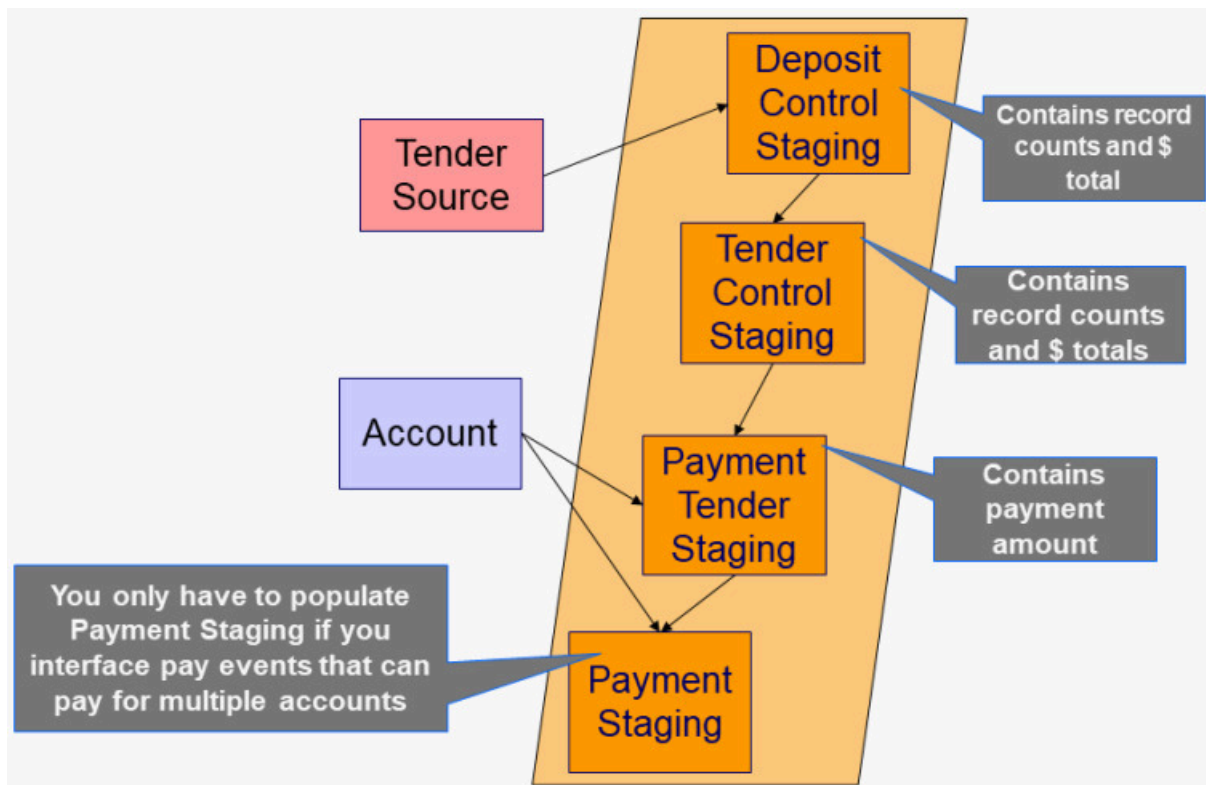 Deposit
Control
Staging
Contains record
counts and $
total
Tender
Source
Tender
Control
Staging
Contains
record counts
and $ totals
Account
Payment
Tender
Staging
Contains
payment
amount
You only have to populate
Payment Staging if you
interface pay events that can
pay for multiple accounts
Payment
Staging